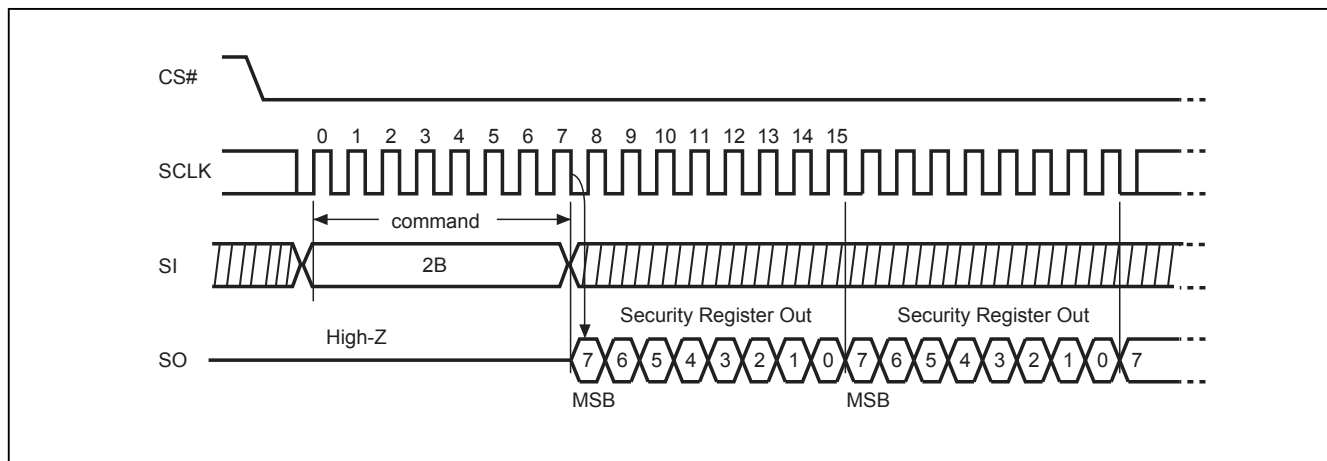 CS#
0 1 2 3 4 5 6 7 8 9 10 11 12 13 14 15
SCLK
command
SI
2B
Security Register Out Security Register Out
High-Z
SO
7 6 5 4 3 2 1 0 7 6 5 4 3 2 1 0 7
MSB MSB